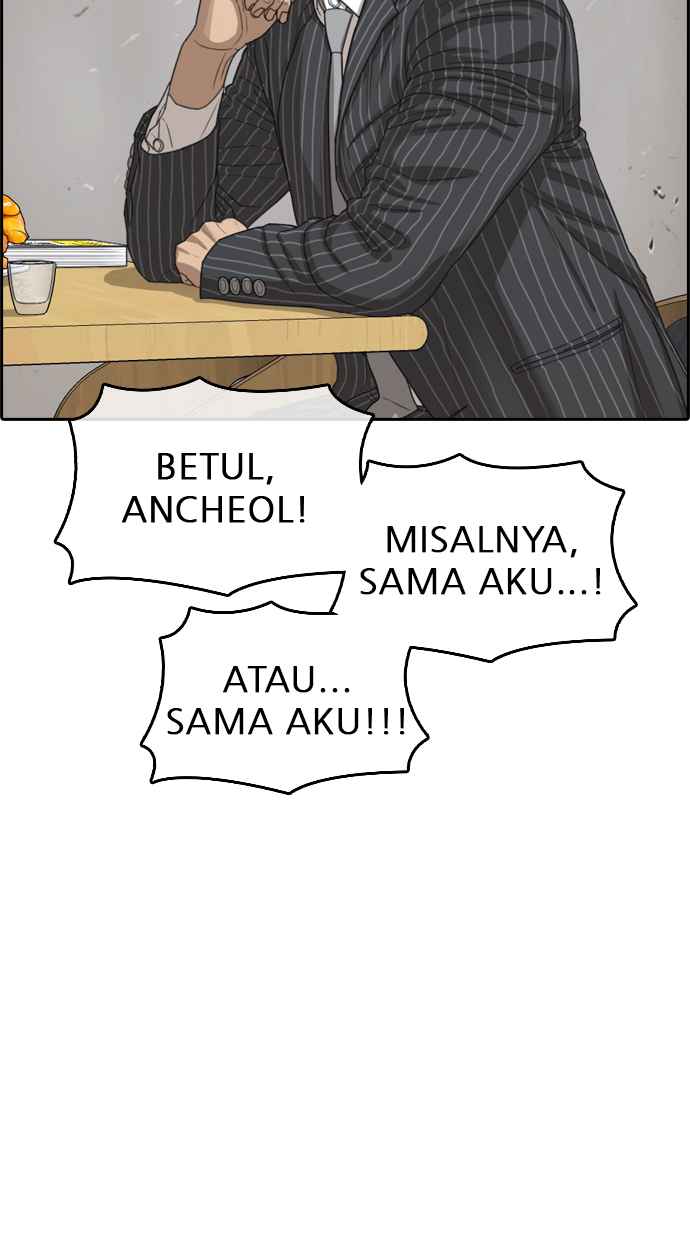 BETUL,
ANCHEOL!
MISALNYA,
SAMA AKU...!
ATAU...
SAMA AKU!!!